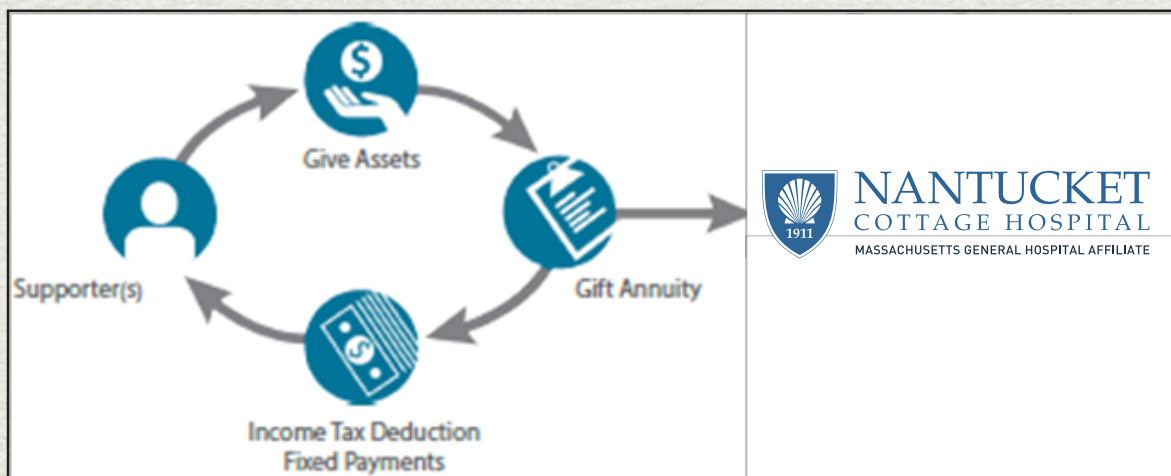 $
Give Assets
Supporter(s)
Gift Annuity
$
Income Tax Deduction
Fixed Payments
NANTUCKET
COTTAGE HOSPITAL
1911
MASSACHUSETTS GENERAL HOSPITAL AFFILIATE